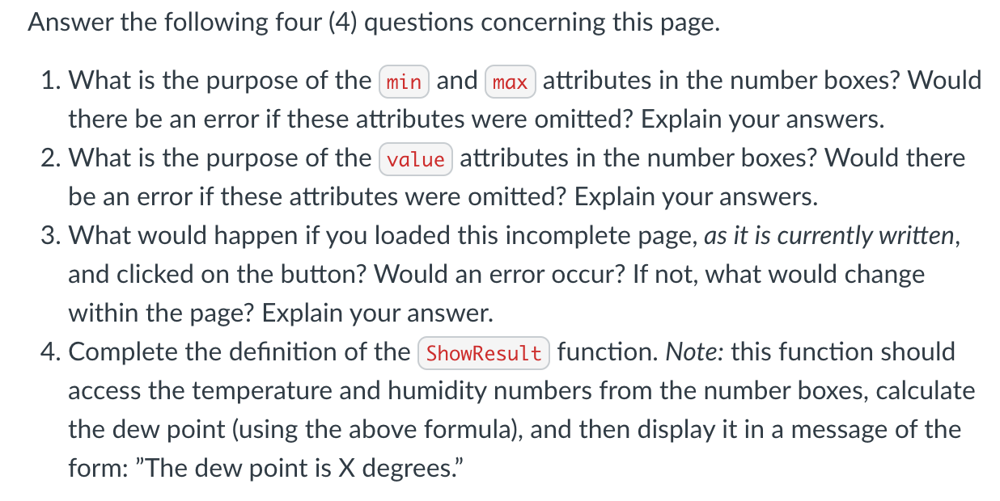 Answer the following four (4) questions concerning this page.
1. What is the purpose of the min and max attributes in the number boxes? Would
there be an error if these attributes were omitted? Explain your answers.
2. What is the purpose of the value attributes in the number boxes? Would there
be an error if these attributes were omitted? Explain your answers.
3. What would happen if you loaded this incomplete page, as it is currently written,
and clicked on the button? Would an error occur? If not, what would change
within the page? Explain your answer.
4. Complete the definition of the ShowResult function. Note: this function should
access the temperature and humidity numbers from the number boxes, calculate
the dew point (using the above formula), and then display it in a message of the
form: ”The dew point is X degrees.”